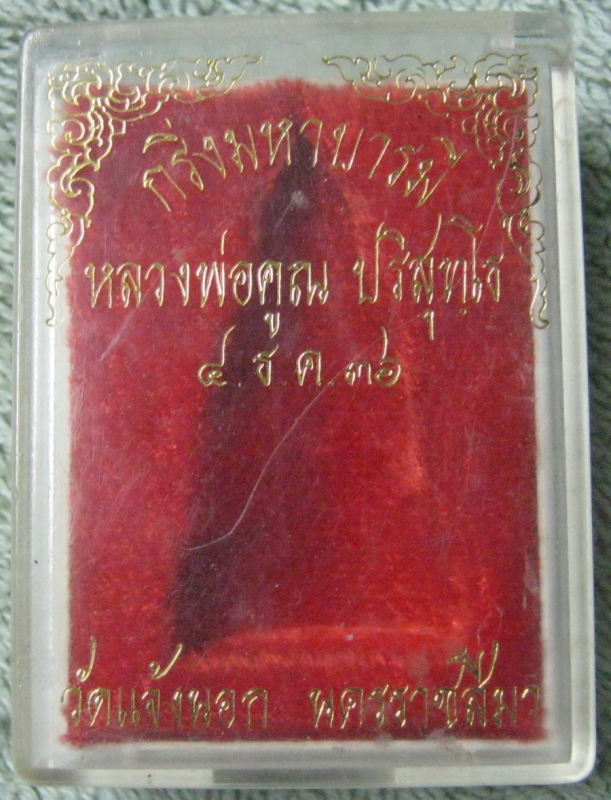 กริ่งมหาบารมี
หลวงพ่อคูณ ปริสุทฺโธ
๔ ธ.ค.๓๖
วัดแจ้งนอก นครราชสีมา